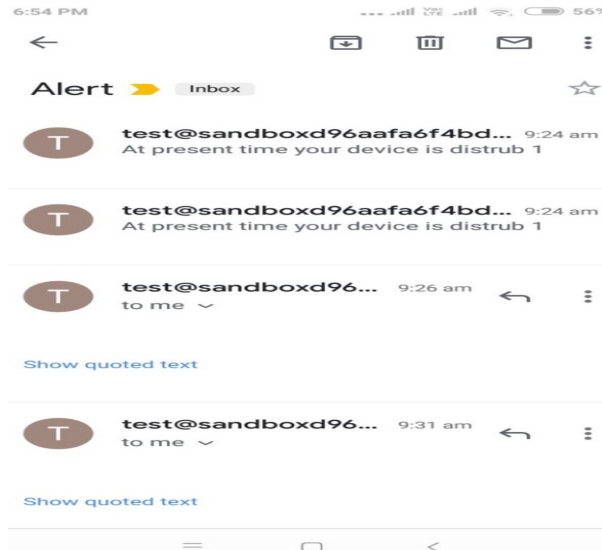 6:54 PM 56%
Alert Inbox
T test@sandboxd96aafa6f4bd... 9:24 am
At present time your device is distrub 1
T test@sandboxd96aafa6f4bd... 9:24 am
At present time your device is distrub 1
T test@sandboxd96... 9:26 am
to me
Show quoted text
T test@sandboxd96... 9:31 am
to me
Show quoted text